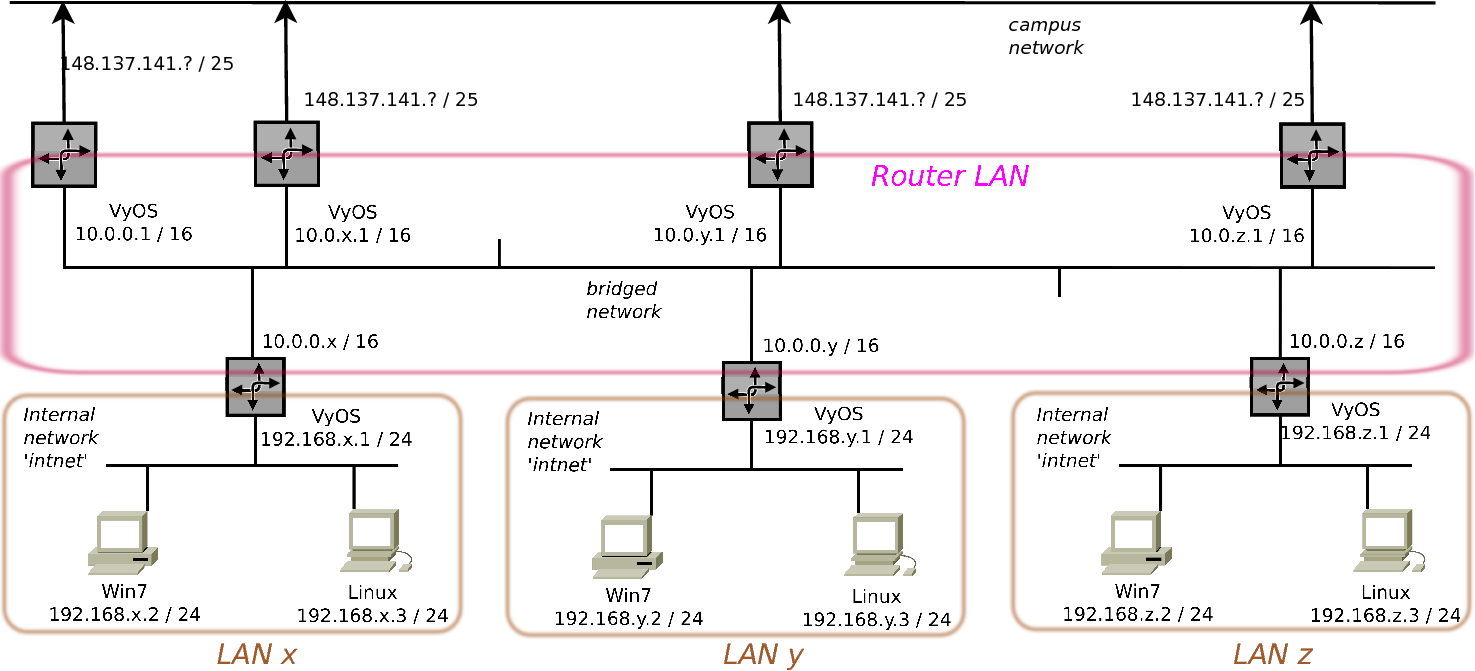 campus
network
148.137.141.? / 25
148.137.141.? / 25
148.137.141.? / 25
148.137.141.? / 25
Router LAN
VyOS
10.0.0.1 / 16
VyOS
10.0.x.1 / 16
VyOS
10.0.y.1 / 16
VyOS
10.0.z.1 / 16
bridged
network
10.0.0.x / 16
10.0.0.y / 16
10.0.0.z / 16
Internal
network
'intnet'
VyOS
192.168.x.1 / 24
Win7
192.168.x.2 / 24
Linux
192.168.x.3 / 24
LAN x
Internal
network
'intnet'
VyOS
192.168.y.1 / 24
Win7
192.168.y.2 / 24
Linux
192.168.y.3 / 24
LAN y
Internal
network
'intnet'
VyOS
192.168.z.1 / 24
Win7
192.168.z.2 / 24
Linux
192.168.z.3 / 24
LAN z